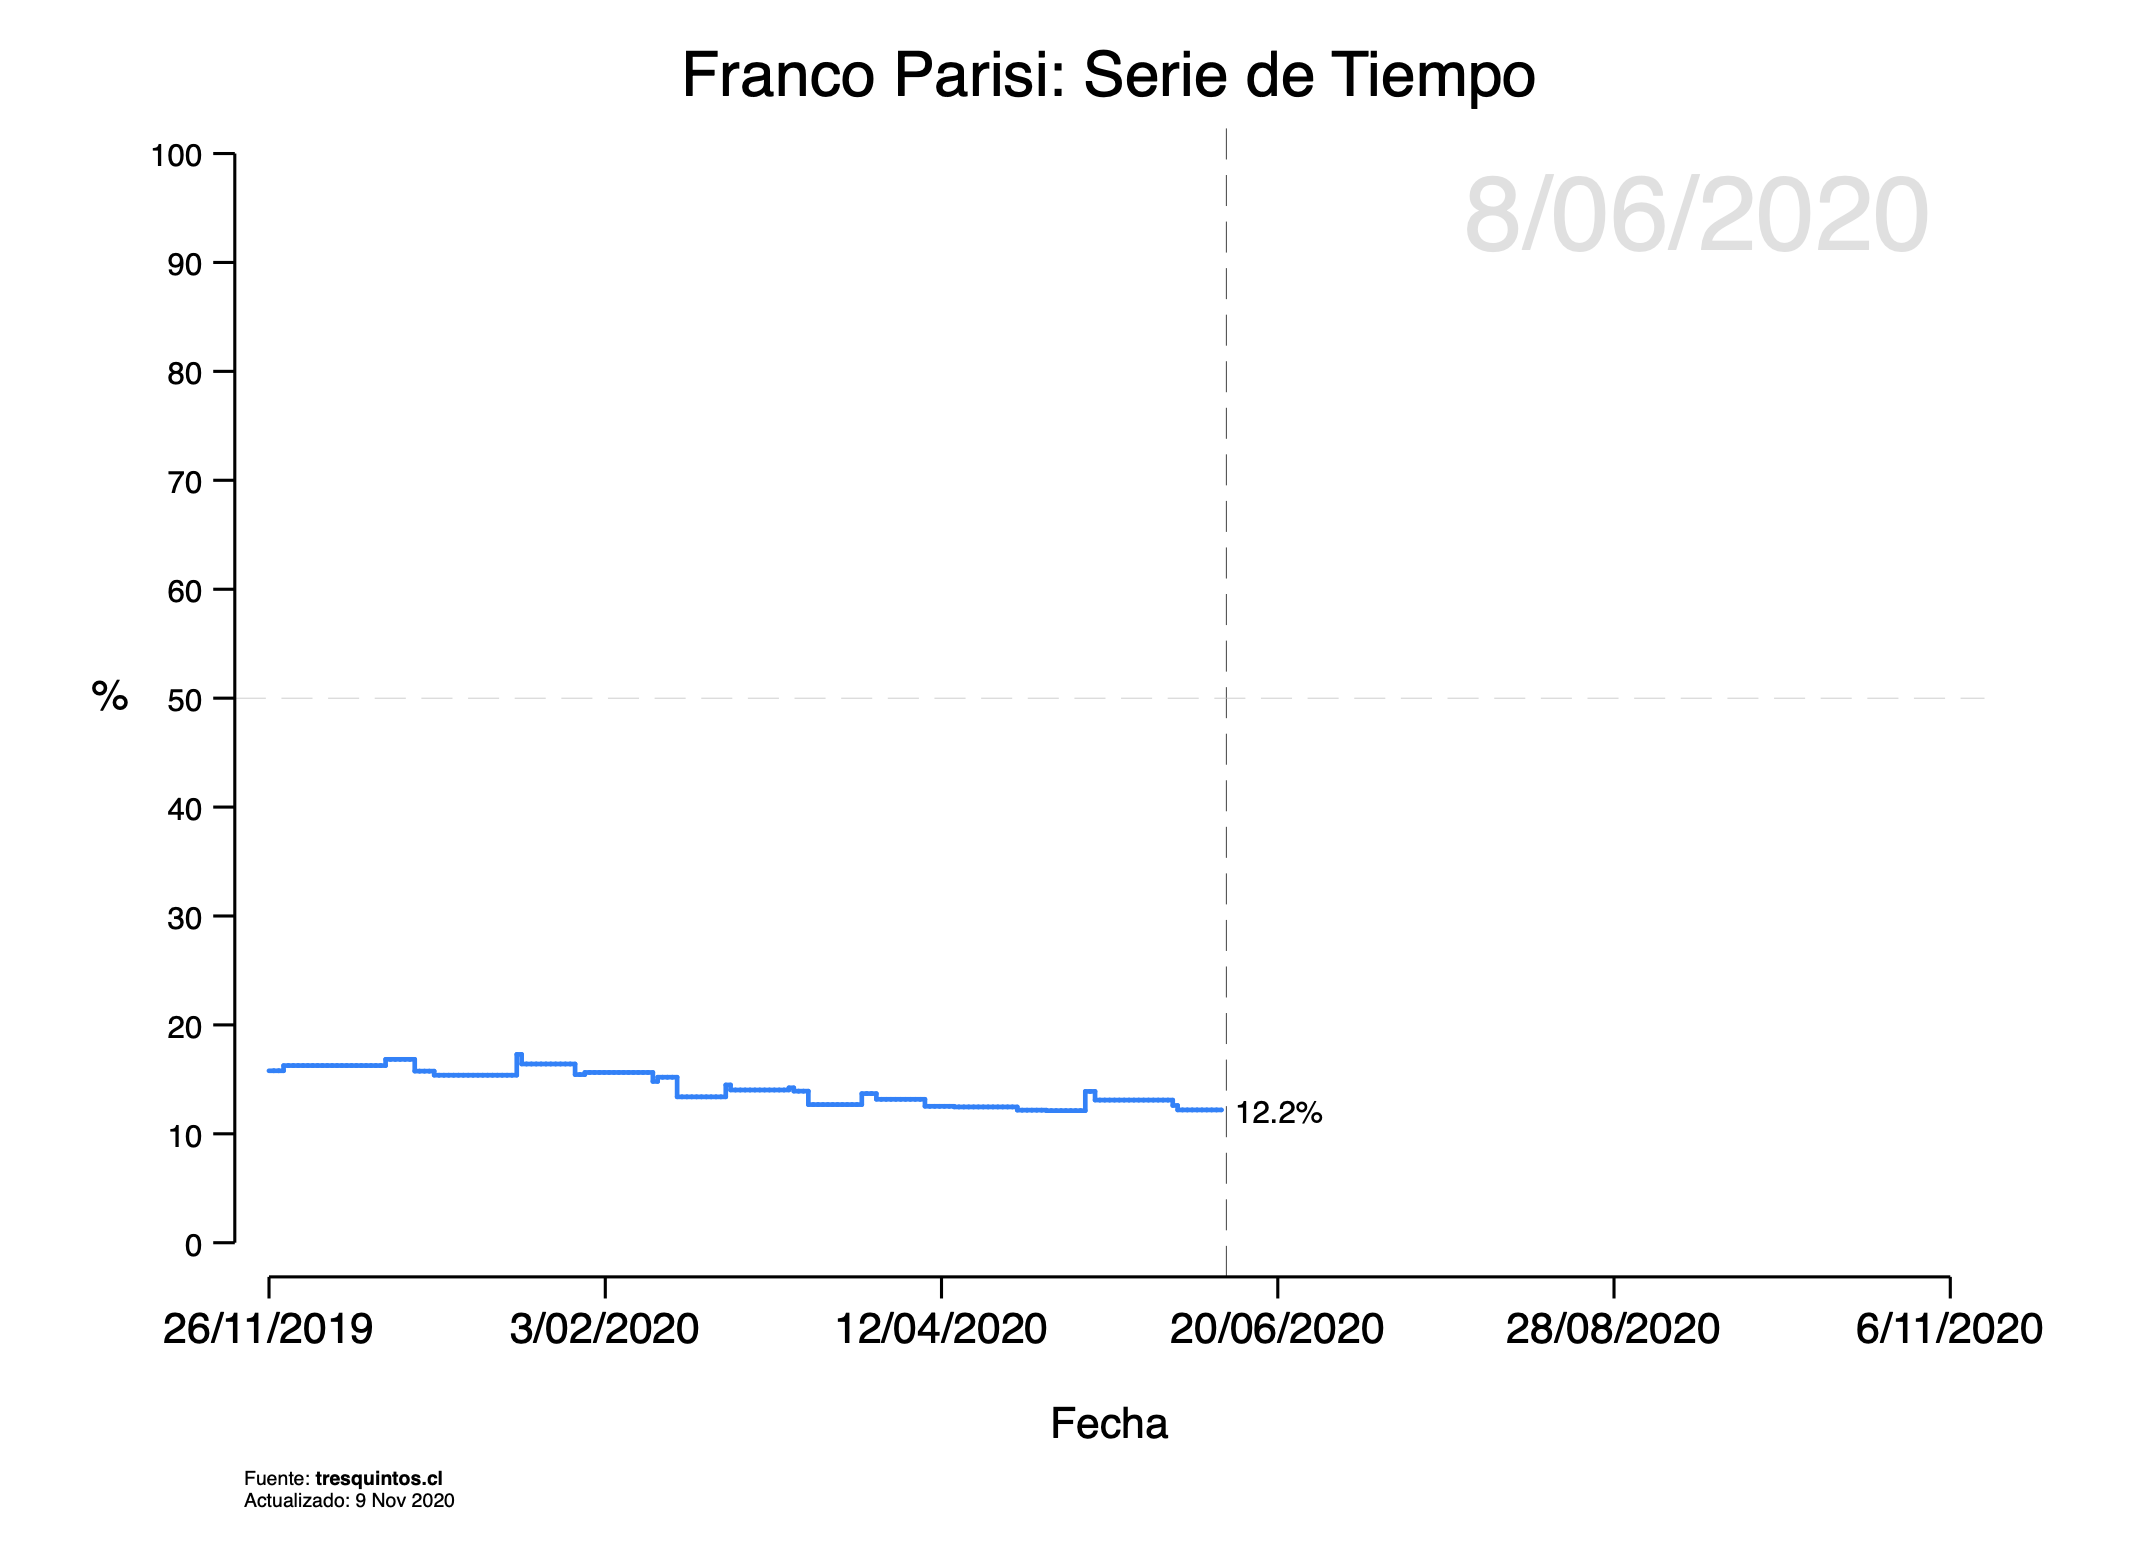 Franco Parisi: Serie de Tiempo
8/06/2020
100
90
80
70
60
50
40
30
20
10
0
%
12.2%
26/11/2019 3/02/2020 12/04/2020 20/06/2020 28/08/2020 6/11/2020
Fecha
Fuente: tresquintos.cl
Actualizado: 9 Nov 2020